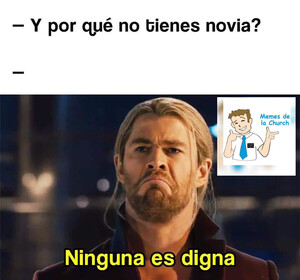 – Y por qué no tienes novia?
–
Memes de
la Church
Ninguna es digna